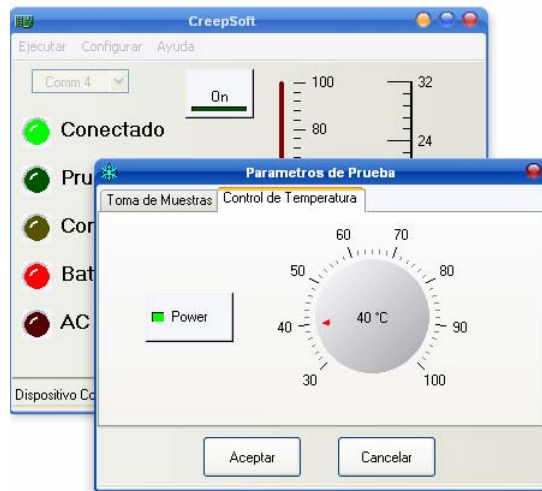 CreepSoft
Ejecutar Configurar Ayuda
Comm 4
On
100
80
32
24
Conectado
Pru
Cor
Bat
AC
Dispositivo Co
Parametros de Prueba
Toma de Muestras Control de Temperatura
Power
30
40
50
60
70
80
90
100
40 °C
Aceptar Cancelar